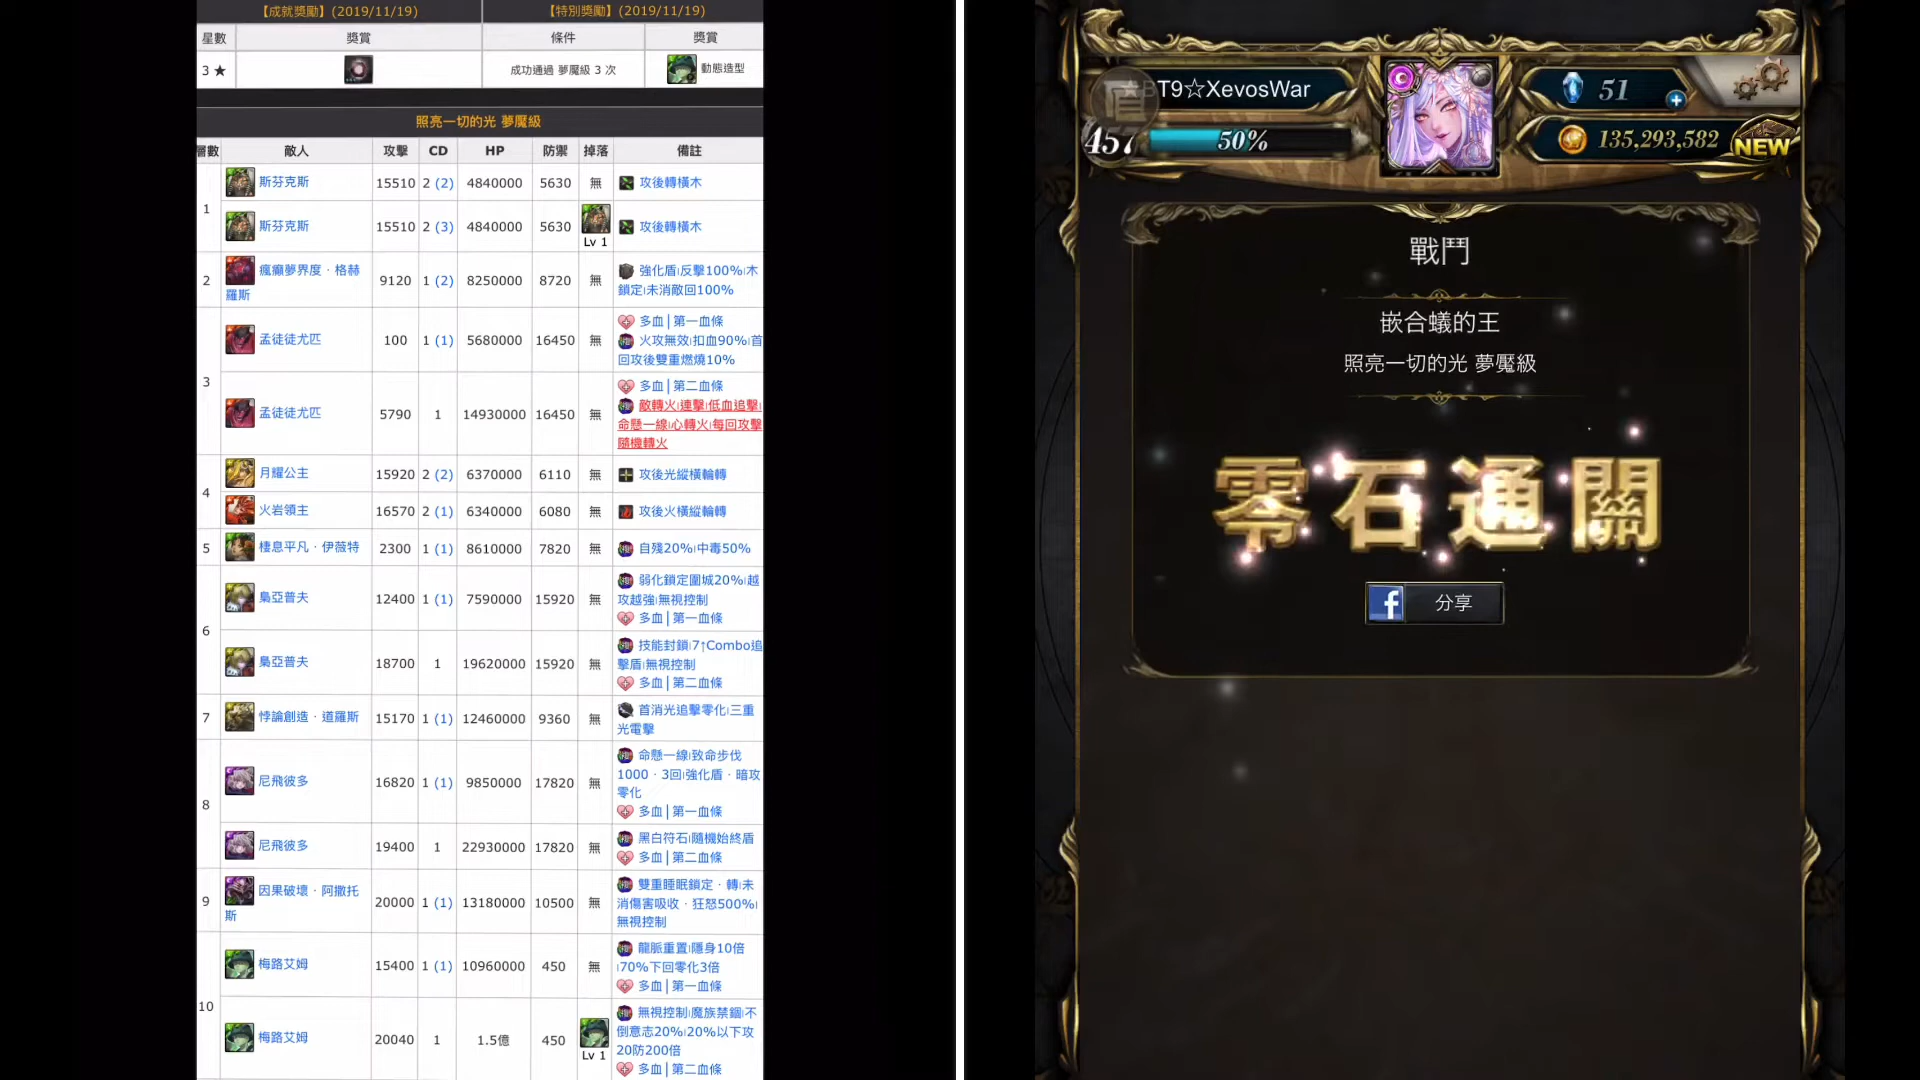 【成就獎勵】(2019/11/19) 【特別獎勵】(2019/11/19)
星數 獎賞 條件 獎賞
3 ★ 成功通過 夢魘級 3 次 動態造型
照亮一切的光 夢魘級
層數 敵人 攻擊 CD HP 防禦 掉落 備註
1
斯芬克斯 15510 2 (2) 4840000 5630 無 攻後轉橫木
斯芬克斯 15510 2 (3) 4840000 5630 Lv 1 攻後轉橫木
2 瘋癲夢界度‧格赫
羅斯 9120 1 (2) 8250000 8720 無 強化盾|反擊100%|木
鎖定|未消敵回100%
3
孟徒徒尤匹 100 1 (1) 5680000 16450 無 多血 | 第一血條
火攻無效|扣血90%|首
回攻後雙重燃燒10%
孟徒徒尤匹 5790 1 14930000 16450 無 多血 | 第二血條
敵轉火|連擊|低血追擊|
命懸一線|心轉火|每回攻擊
隨機轉火
4
月耀公主 15920 2 (2) 6370000 6110 無 攻後光縱橫輪轉
火岩領主 16570 2 (1) 6340000 6080 無 攻後火橫縱輪轉
5 棲息平凡‧伊薇特 2300 1 (1) 8610000 7820 無 自殘20%|中毒50%
6
梟亞普夫 12400 1 (1) 7590000 15920 無 弱化鎖定圍城20%|越
攻越強|無視控制
多血 | 第一血條
梟亞普夫 18700 1 19620000 15920 無 技能封鎖|7↑Combo追
擊盾|無視控制
多血 | 第二血條
7 悖論創造‧道羅斯 15170 1 (1) 12460000 9360 無 首消光追擊零化|三重
光電擊
8
尼飛彼多 16820 1 (1) 9850000 17820 無 命懸一線|致命步伐
1000‧3回|強化盾‧暗攻
零化
多血 | 第一血條
尼飛彼多 19400 1 22930000 17820 無 黑白符石|隨機始終盾
多血 | 第二血條
9 因果破壞‧阿撒托
斯 20000 1 (1) 13180000 10500 無 雙重睡眠鎖定‧轉|未
消傷害吸收‧狂怒500%|
無視控制
10
梅路艾姆 15400 1 (1) 10960000 450 無 龍脈重置|隱身10倍
|70%下回零化3倍
多血 | 第一血條
梅路艾姆 20040 1 1.5億 450 Lv 1 無視控制|魔族禁錮|不
倒意志20%|20%以下攻
20防200倍
多血 | 第二血條
T9☆XevosWar
457 50%
51
135,293,582
NEW
戰鬥
嵌合蟻的王
照亮一切的光 夢魘級
零石通關
f 分享